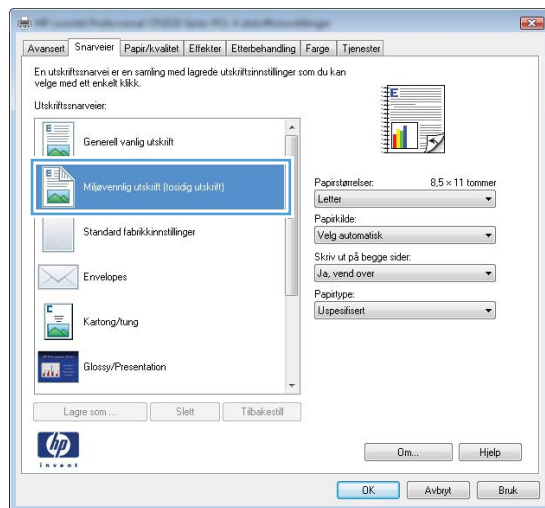 Avansert Snarveier Papir/kvalitet Effekter Etterbehandling Farge Tjenester
En utskriftssnarvei er en samling med lagrede utskriftsinnstillinger som du kan
velge med ett enkelt klikk.
Utskriftssnarveier:
Generell vanlig utskrift
Miljøvennlig utskrift (tosidig utskrift)
Standard fabrikkinnstillinger
Envelopes
Kartong/tung
Glossy/Presentation
Lagre som ... Slett Tilbakestill
E
Papirstørrelser: 8,5 × 11 tommer
Letter
Papirkilde:
Velg automatisk
Skriv ut på begge sider:
Ja, vend over
Papirtype:
Uspesifisert
hp
invent
Om... Hjelp
OK Avbryt Bruk